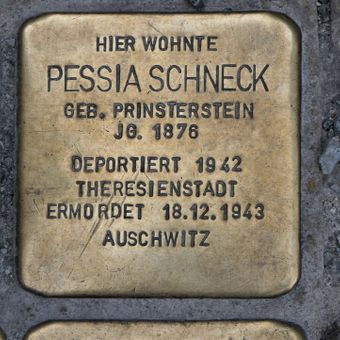 HIER WOHNTE
PESSIA SCHNECK
GEB. PRINSTERSTEIN
JG. 1876
DEPORTIERT 1942
THERESIENSTADT
ERMORDET 18.12.1943
AUSCHWITZ